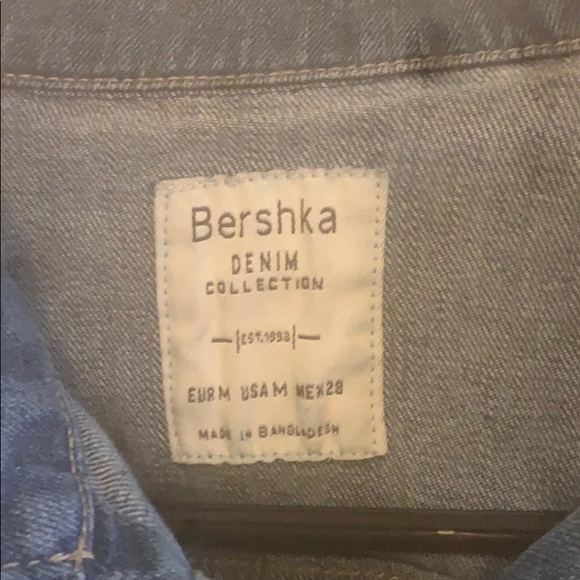 Bershka
DENIM
COLLECTION
EST.1998
EUR M USA M MEX 28
MADE IN BANGLADESH